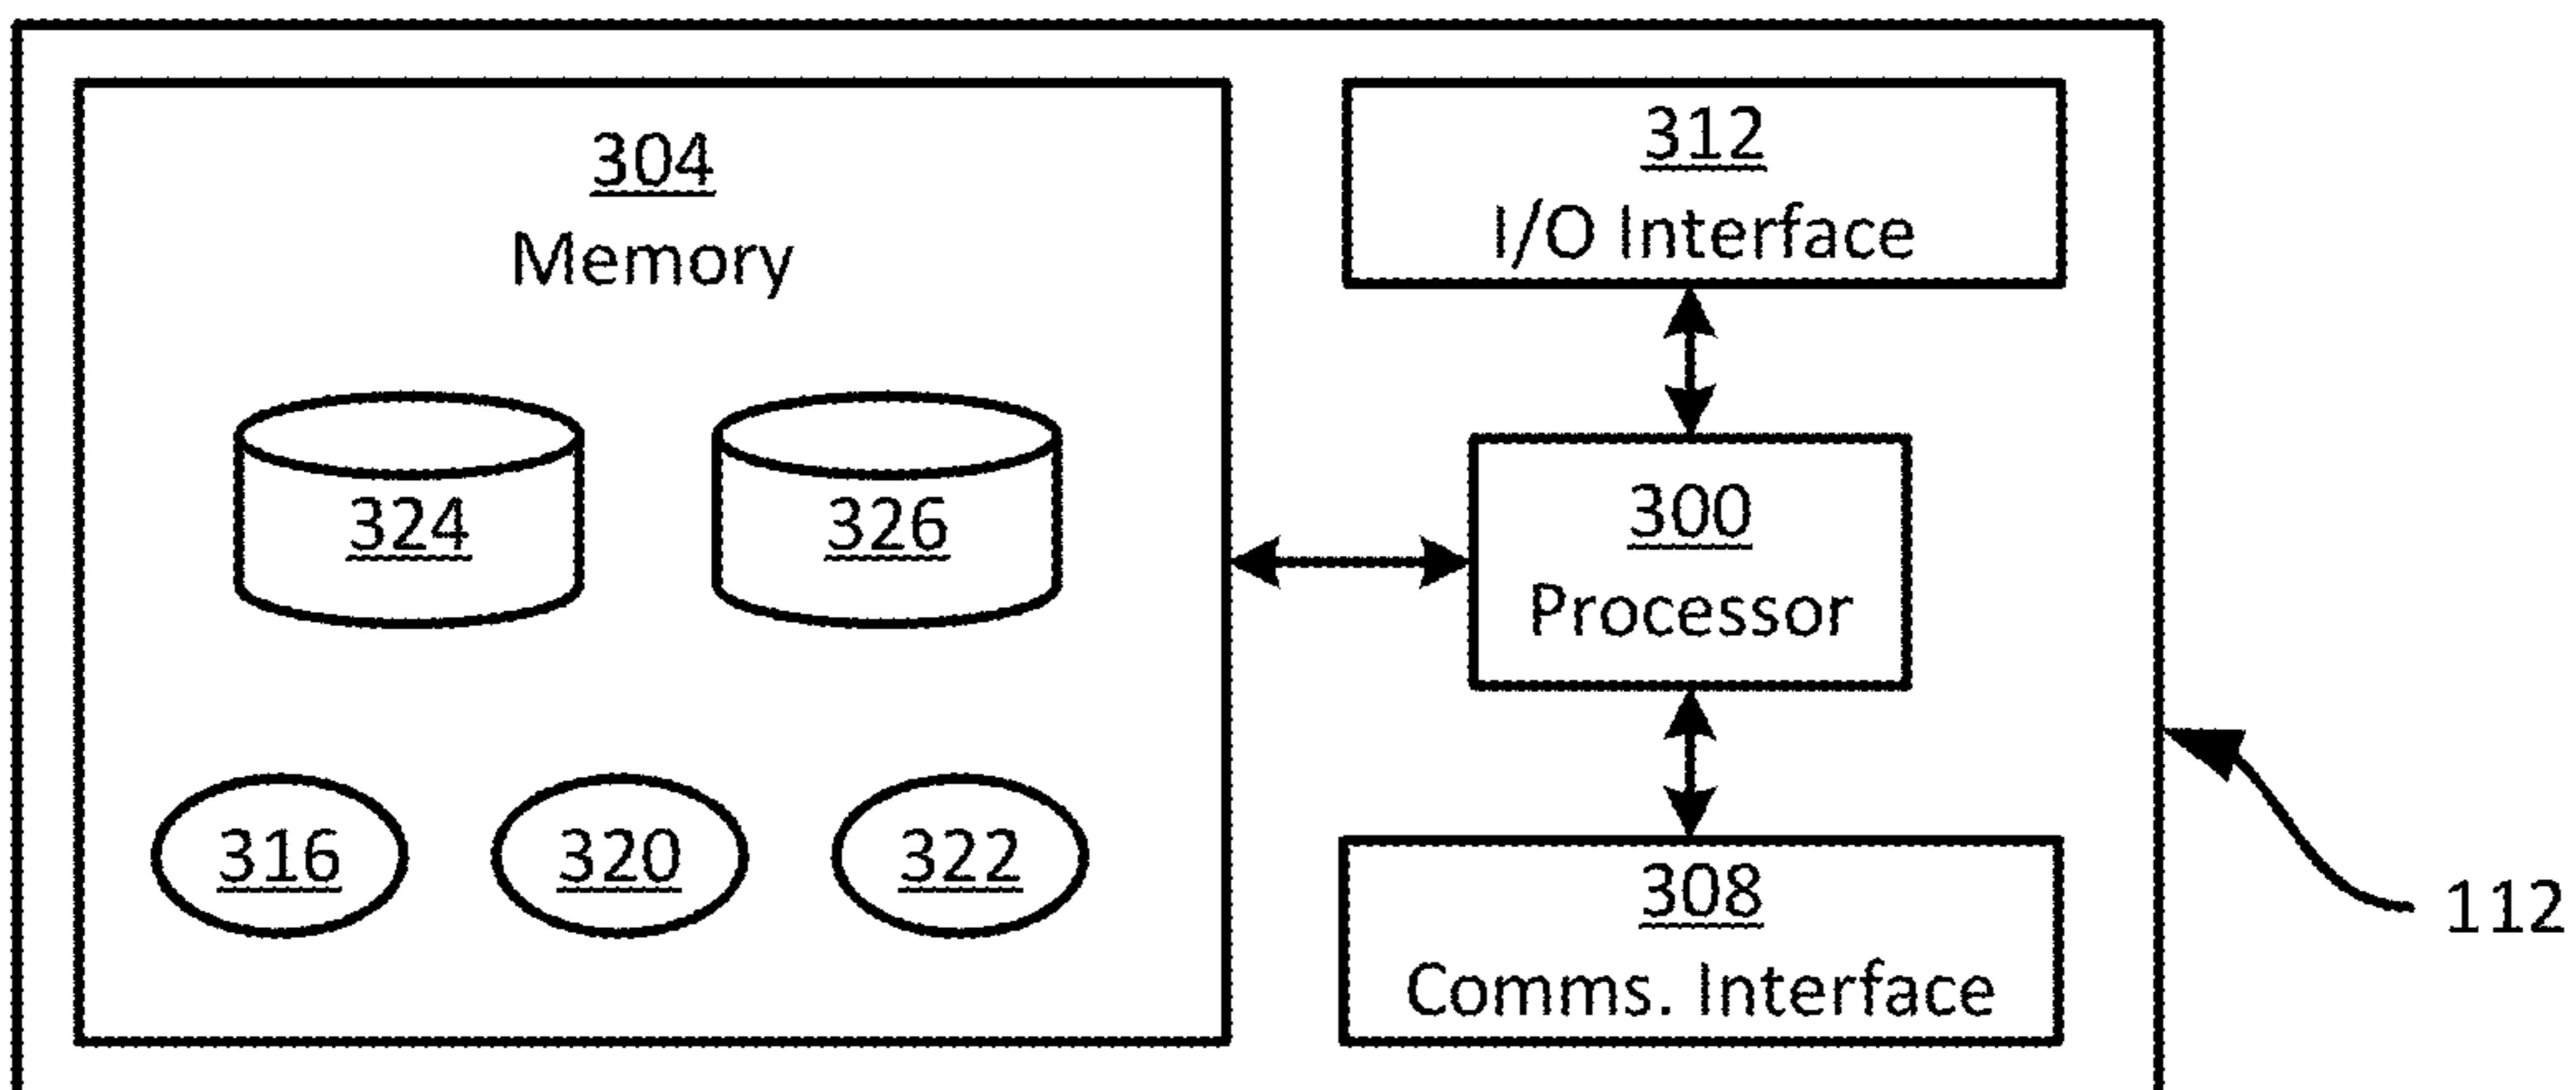 304
Memory
324
326
316
320
322
312
I/O Interface
300
Processor
308
Comms. Interface
112